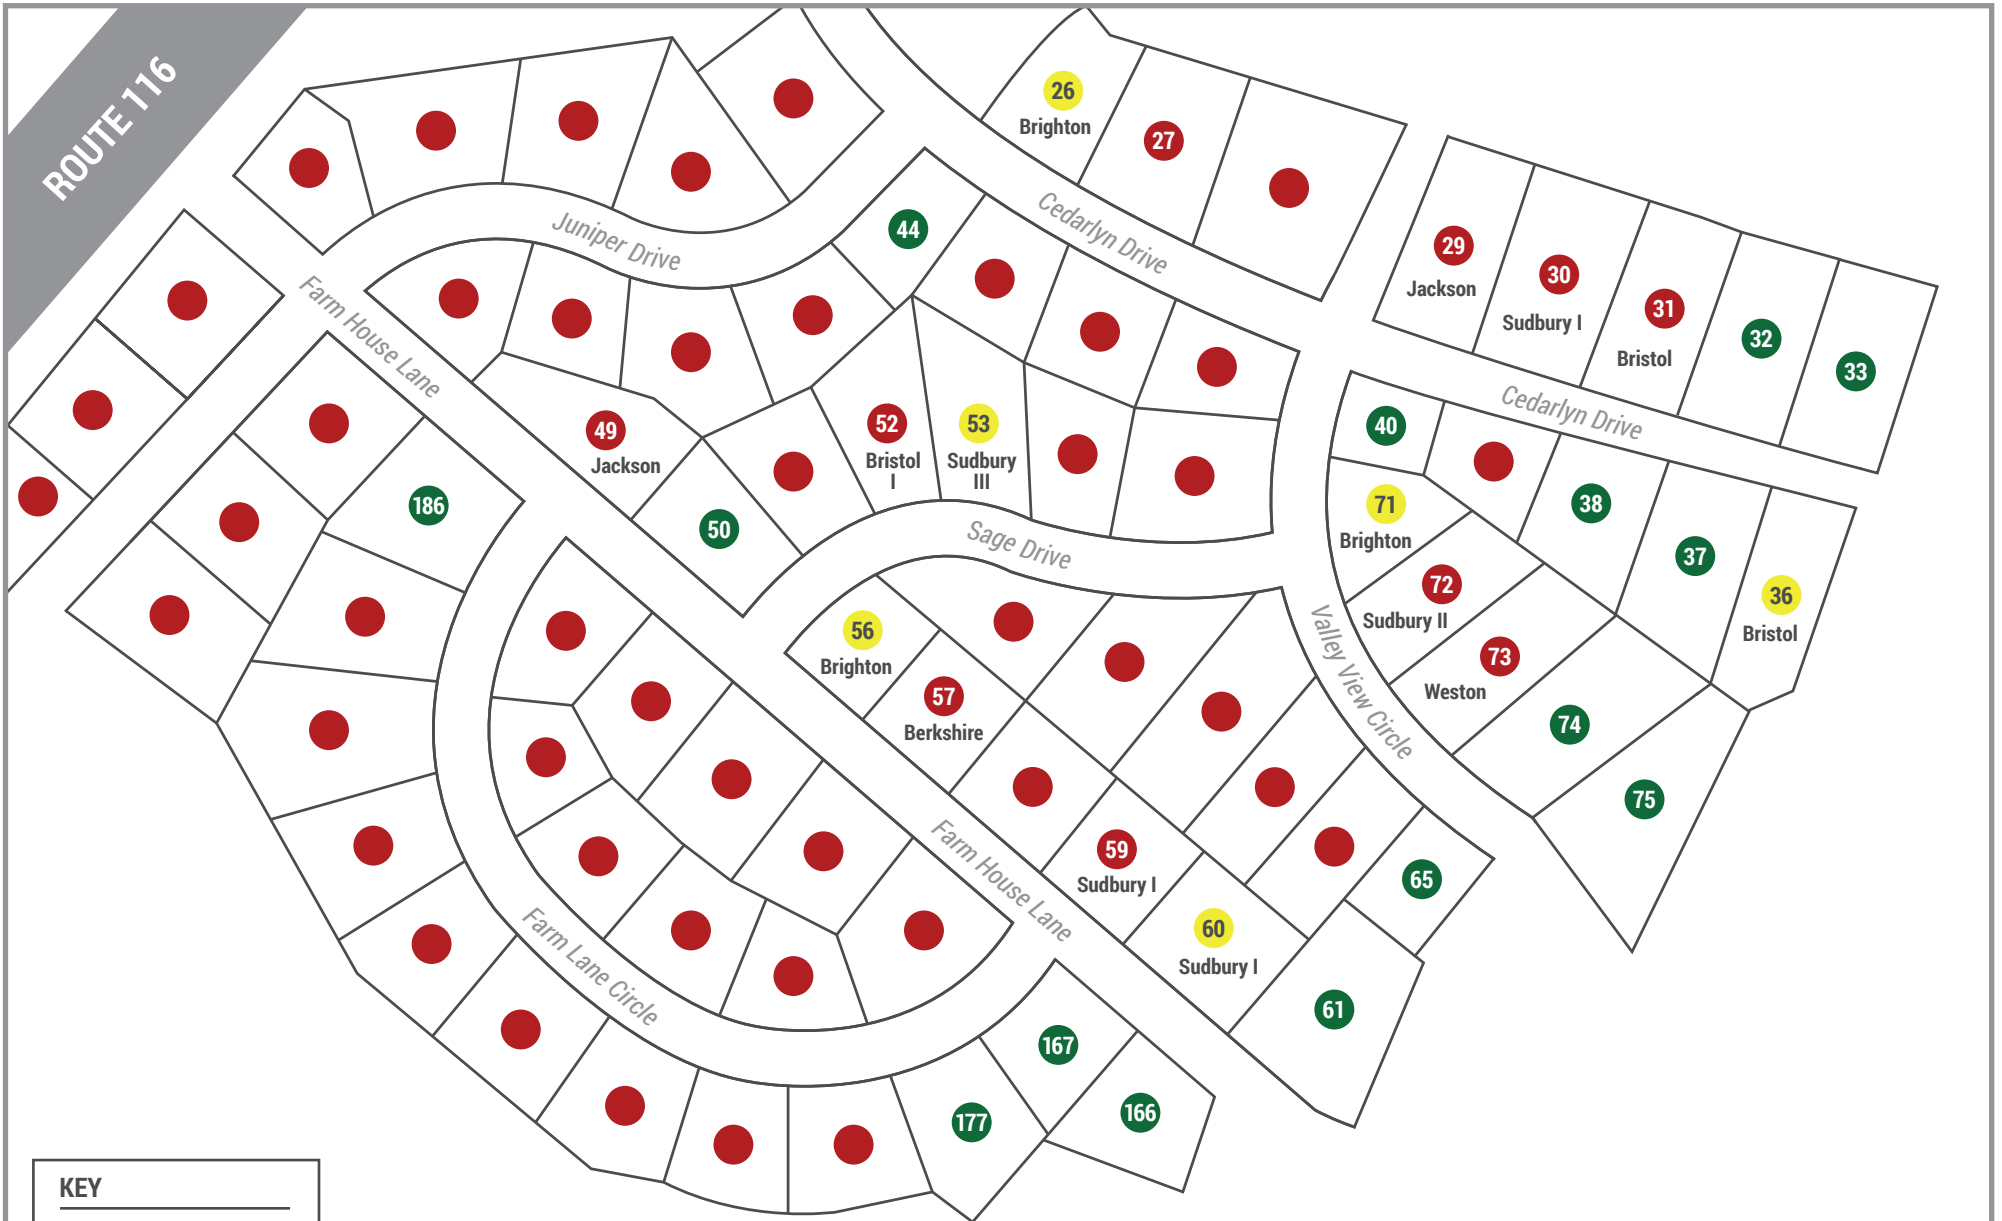 ROUTE 116
26
Brighton
27
29
Jackson
30
Sudbury I
31
Bristol
32
33
Cedarlyn Drive
44
Juniper Drive
Farm House Lane
Cedarlyn Drive
40
38
37
36
Bristol
71
Brighton
72
Sudbury II
73
Weston
74
75
49
Jackson
50
52
Bristol
I
53
Sudbury
III
Sage Drive
186
56
Brighton
57
Berkshire
Valley View Circle
59
Sudbury I
60
Sudbury I
65
61
Farm House Lane
Farm Lane Circle
167
166
177
KEY